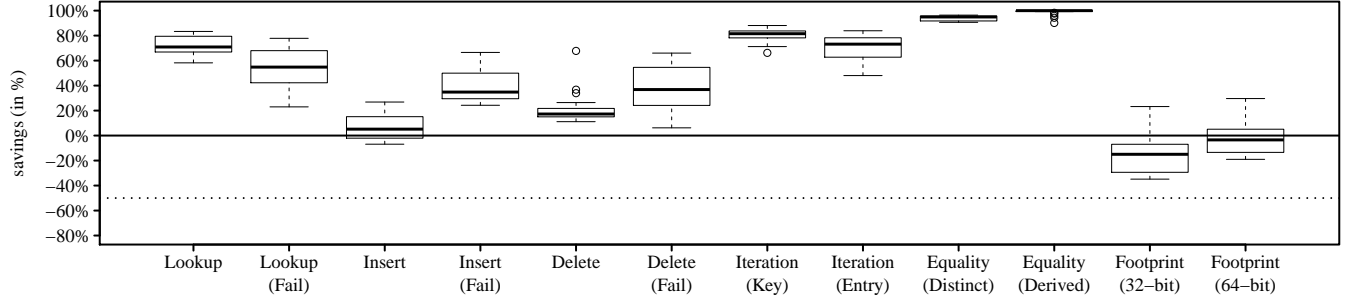 savings (in %)
100%
80%
60%
40%
20%
0%
−20%
−40%
−60%
−80%
Lookup
Lookup
(Fail)
Insert
Insert
(Fail)
Delete
Delete
(Fail)
Iteration
(Key)
Iteration
(Entry)
Equality
(Distinct)
Equality
(Derived)
Footprint
(32−bit)
Footprint
(64−bit)